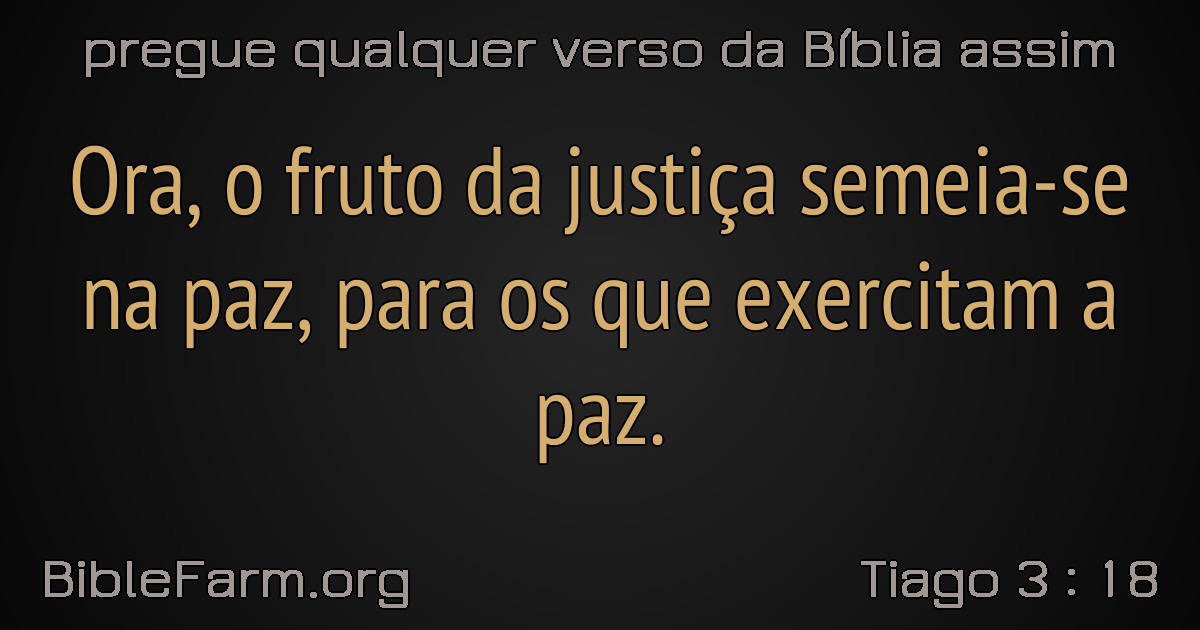 pregue qualquer verso da Bíblia assim
Ora, o fruto da justiça semeia-se
na paz, para os que exercitam a
paz.
BibleFarm.org
Tiago 3 : 18